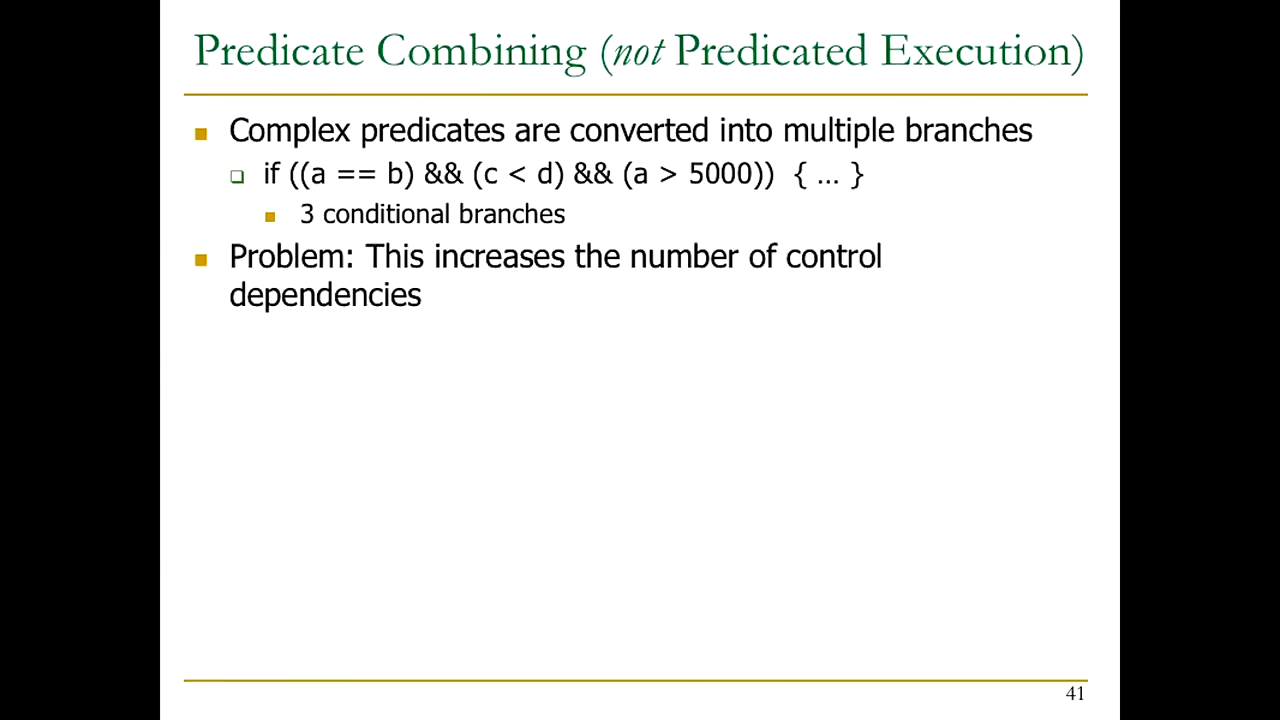 Predicate Combining (not Predicated Execution)
Complex predicates are converted into multiple branches
if ((a == b) && (c < d) && (a > 5000)) { … }
3 conditional branches
Problem: This increases the number of control
dependencies
41